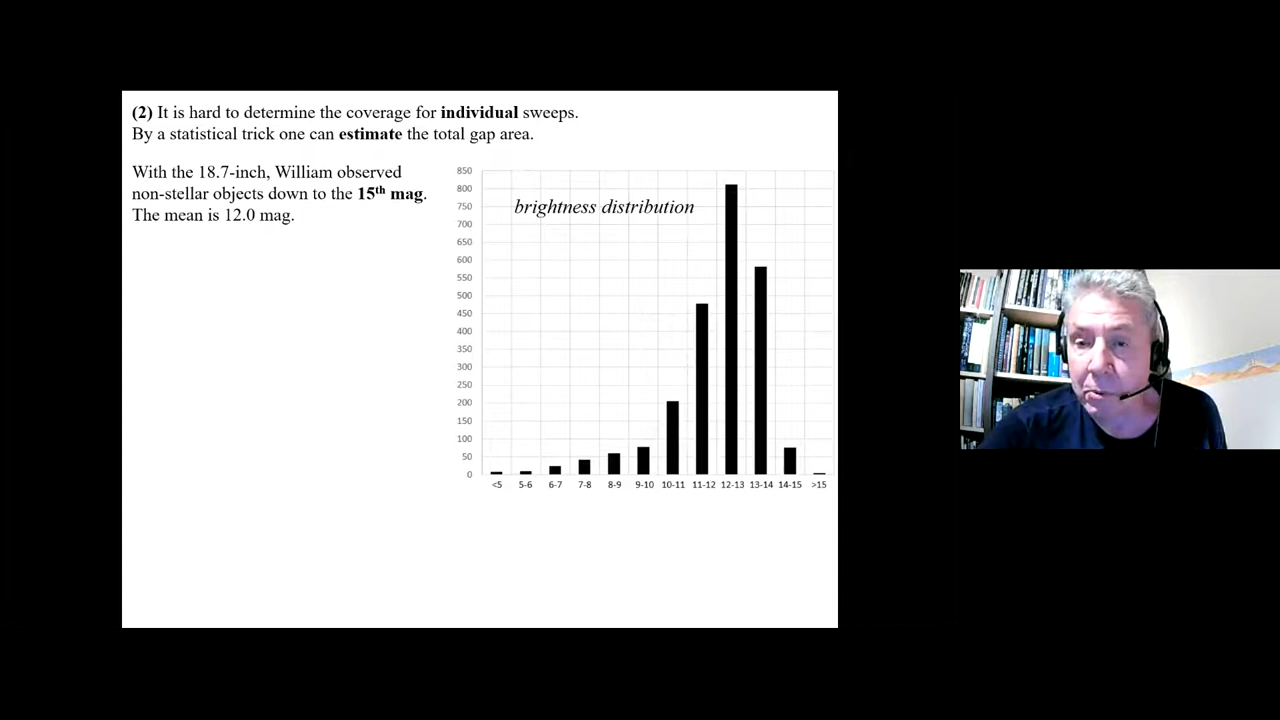 (2) It is hard to determine the coverage for individual sweeps.
By a statistical trick one can estimate the total gap area.
With the 18.7-inch, William observed
non-stellar objects down to the 15th mag.
The mean is 12.0 mag.
brightness distribution
850
800
750
700
650
600
550
500
450
400
350
300
250
200
150
100
50
0
<5 5-6 6-7 7-8 8-9 9-10 10-11 11-12 12-13 13-14 14-15 >15